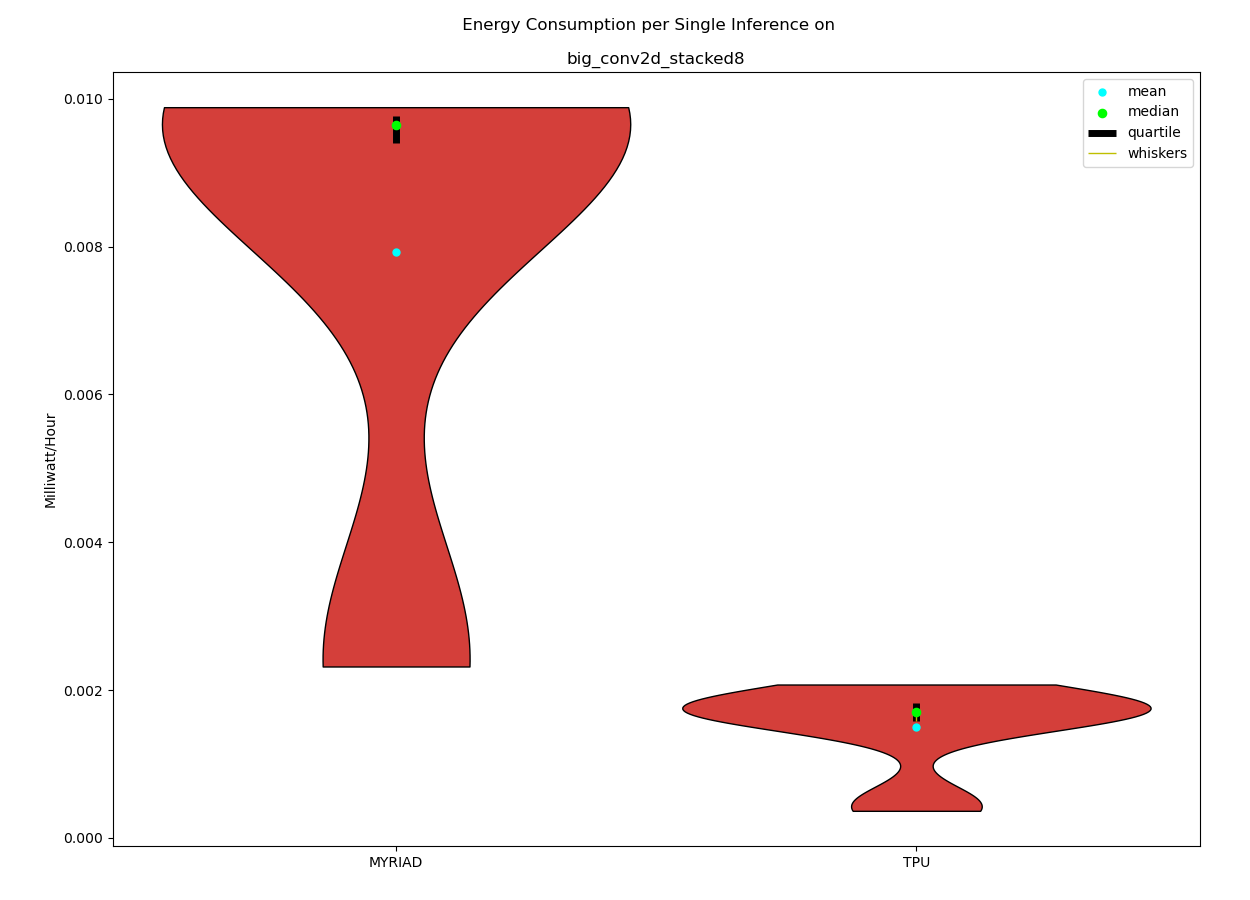 Energy Consumption per Single Inference on
big_conv2d_stacked8
mean
median
quartile
whiskers
0.010
0.008
0.006
0.004
0.002
0.000
Milliwatt/Hour
MYRIAD
TPU